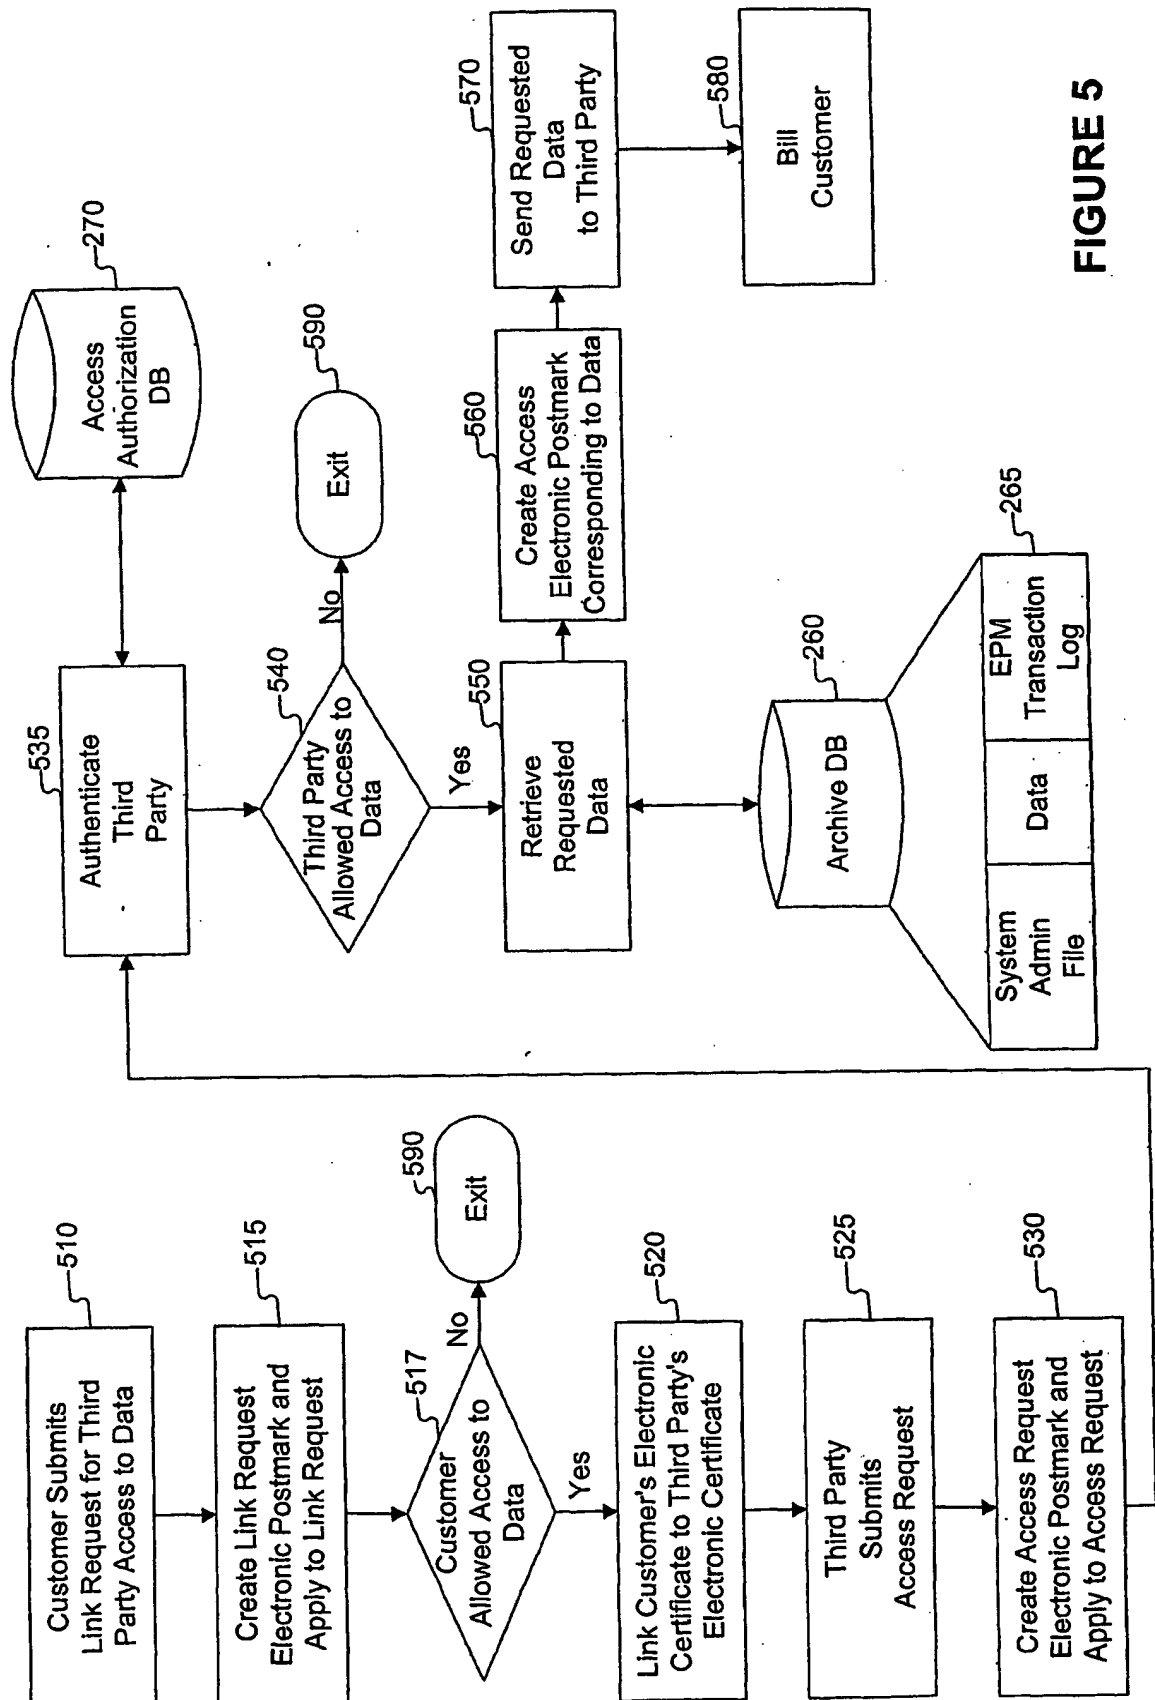 510
Customer Submits
Link Request for Third
Party Access to Data
515
Create Link Request
Electronic Postmark and
Apply to Link Request
517
Customer
Allowed Access to
Data
No
590
Exit
Yes
520
Link Customer's Electronic
Certificate to Third Party's
Electronic Certificate
525
Third Party
Submits
Access Request
530
Create Access Request
Electronic Postmark and
Apply to Access Request
535
Authenticate
Third
Party
270
Access
Authorization
DB
540
Third Party
Allowed Access to
Data
No
590
Exit
Yes
550
Retrieve
Requested
Data
560
Create Access
Electronic Postmark
Corresponding to Data
570
Send Requested
Data
to Third Party
580
Bill
Customer
260
Archive DB
265
System
Admin
File
Data
EPM
Transaction
Log
FIGURE 5